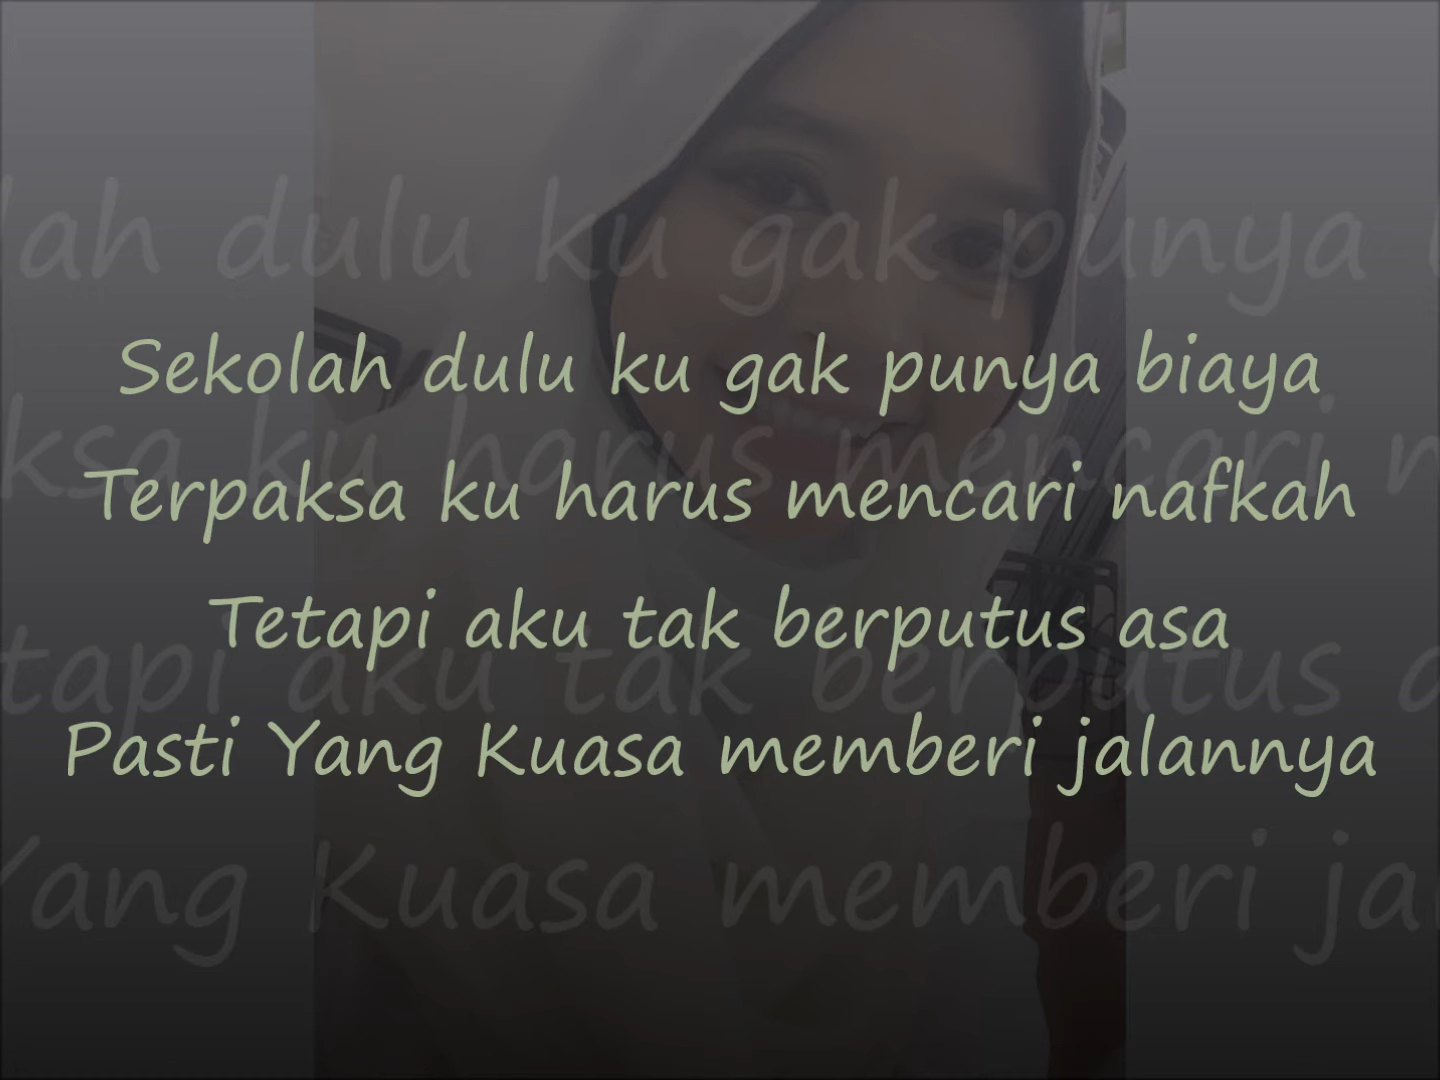 Sekolah dulu ku gak punya biaya
Terpaksa ku harus mencari nafkah
Tetapi aku tak berputus asa
Pasti Yang Kuasa memberi jalannya